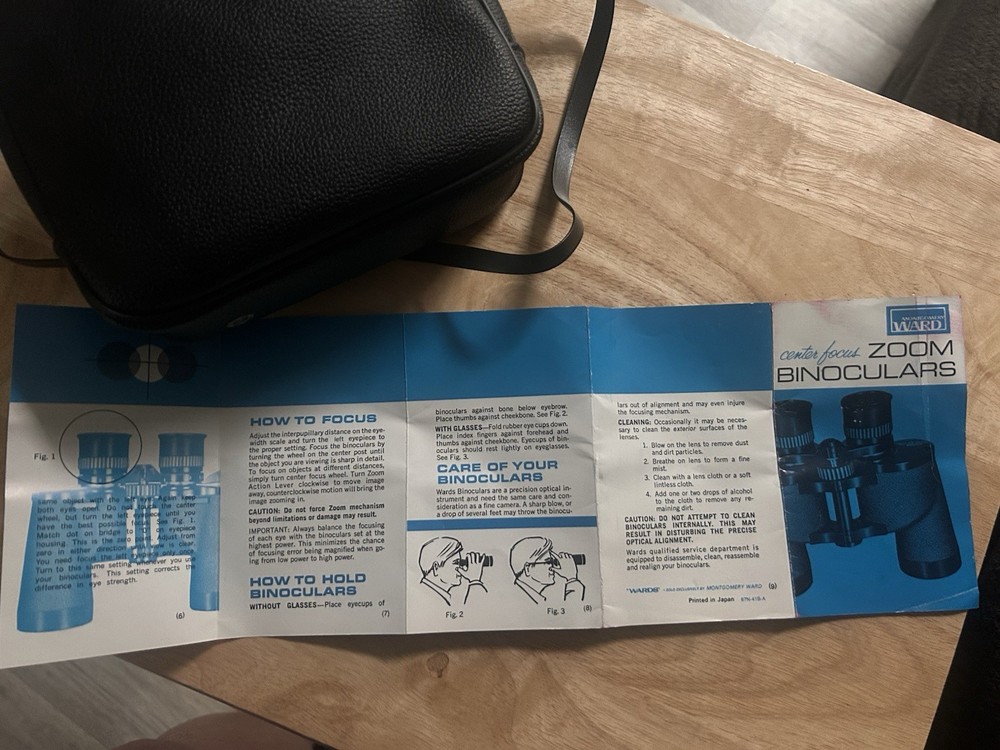 Fig. 1
same object with the
both eyes open. Do
wheel, but turn the left until you
have the best possible focus. See Fig. 1.
Match dot on bridge to on eyepiece
housing. This is the
zero in either direction
You need focus the left only once.
Turn to this same setting whenever you use
your binoculars. This setting corrects the
difference in eye strength.
(6)
HOW TO FOCUS
Adjust the interpupillary distance on the eye-
width scale and turn the left eyepiece to
the proper setting. Focus the binoculars by
turning the wheel on the center post until
the object you are viewing is sharp in detail.
To focus on objects at different distances,
simply turn center focus wheel. Turn Zoom
Action Lever clockwise to move image
away, counterclockwise motion will bring the
image zooming in.
CAUTION: Do not force Zoom mechanism
beyond limitations or damage may result.
IMPORTANT: Always balance the focusing
of each eye with the binoculars set at the
highest power. This minimizes the chance
of focusing error being magnified when go-
ing from low power to high power.
HOW TO HOLD
BINOCULARS
WITHOUT GLASSES—Place eyecups of
(7)
binoculars against bone below eyebrow.
Place thumbs against cheekbone. See Fig. 2.
WITH GLASSES—Fold rubber eye cups down.
Place index fingers against forehead and
thumbs against cheekbone. Eyecups of bin-
oculars should rest lightly on eyeglasses.
See Fig. 3.
CARE OF YOUR
BINOCULARS
Wards Binoculars are a precision optical in-
strument and need the same care and con-
sideration as a fine camera. A sharp blow, or
a drop of several feet may throw the binocu-
Fig. 2
Fig. 3
(8)
lars out of alignment and may even injure
the focusing mechanism.
CLEANING: Occasionally it may be neces-
sary to clean the exterior surfaces of the
lenses.
1. Blow on the lens to remove dust
and dirt particles.
2. Breathe on lens to form a fine
mist.
3. Clean with a lens cloth or a soft
lintless cloth.
4. Add one or two drops of alcohol
to the cloth to remove any re-
maining dirt.
CAUTION: DO NOT ATTEMPT TO CLEAN
BINOCULARS INTERNALLY. THIS MAY
RESULT IN DISTURBING THE PRECISE
OPTICAL ALIGNMENT.
Wards qualified service department is
equipped to disassemble, clean, reassemble
and realign your binoculars.
"WARDS" SOLD EXCLUSIVELY BY MONTGOMERY WARD
(9)
Printed in Japan
MONTGOMERY
WARD
center focus ZOOM
BINOCULARS